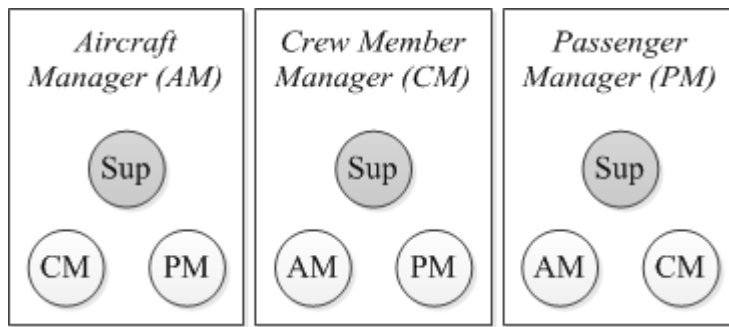 Aircraft
Manager (AM)
Sup
CM PM
Crew Member
Manager (CM)
Sup
AM PM
Passenger
Manager (PM)
Sup
AM CM